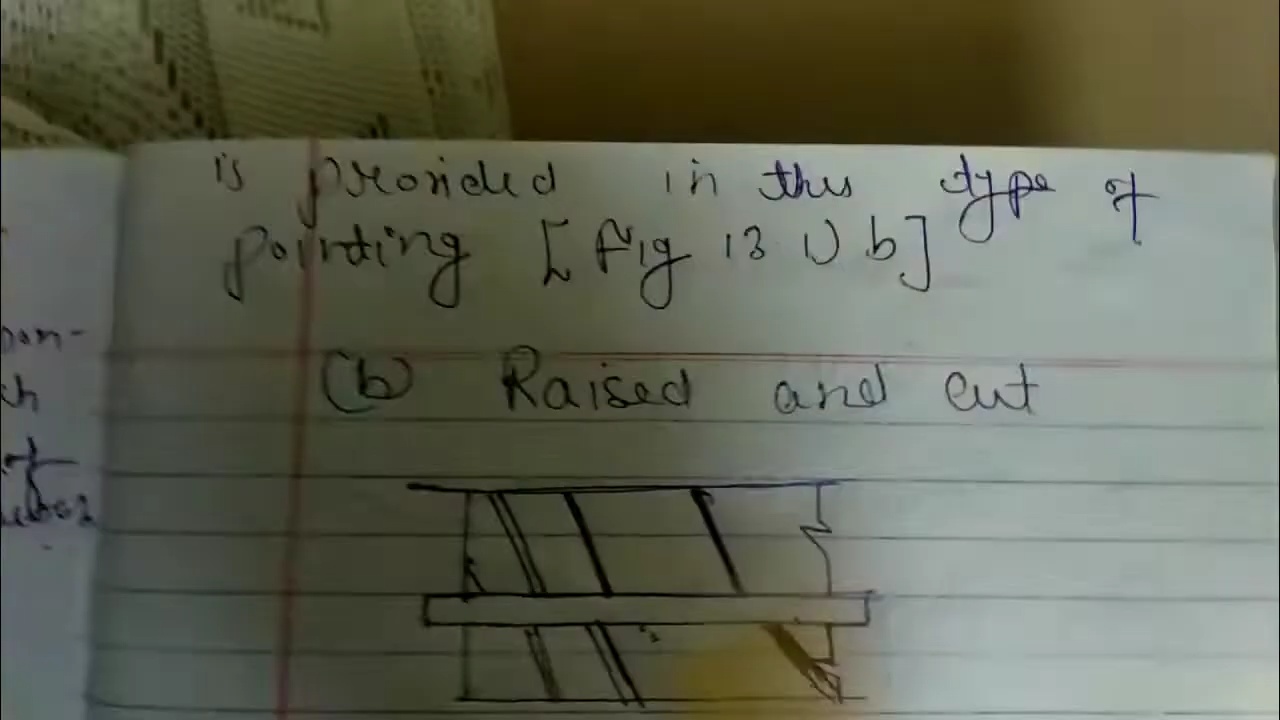 is provided in this type of
pointing [Fig 13 1) b]
(b) Raised and cut